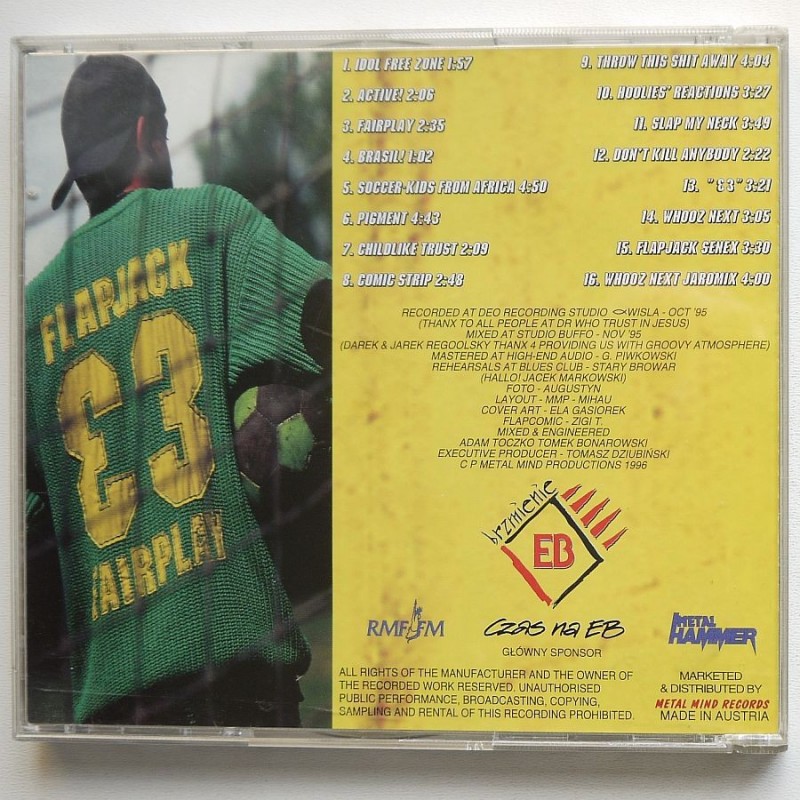 1. IDOL FREE ZONE 1:57
2. ACTIVE! 2:06
3. FAIRPLAY 2:35
4. BRASIL! 1:02
5. SOCCER-KIDS FROM AFRICA 4:50
6. PIGMENT 4:43
7. CHILDLIKE TRUST 2:09
8. COMIC STRIP 2:48
9. THROW THIS SHIT AWAY 4:04
10. HOOLIES' REACTIONS 3:27
11. SLAP MY NECK 3:49
12. DON'T KILL ANYBODY 2:22
13. "Ɛ3" 3:21
14. WHOOZ NEXT 3:05
15. FLAPJACK SENEX 3:30
16. WHOOZ NEXT JARDMIX 4:00
FLAPJACK
Ɛ3
FAIRPLAY
RECORDED AT DEO RECORDING STUDIO WISLA - OCT '95
(THANX TO ALL PEOPLE AT DR WHO TRUST IN JESUS)
MIXED AT STUDIO BUFFO - NOV '95
(DAREK & JAREK REGOOLSKY THANX 4 PROVIDING US WITH GROOVY ATMOSPHERE)
MASTERED AT HIGH-END AUDIO - G. PIWKOWSKI
REHEARSALS AT BLUES CLUB - STARY BROWAR
(HALLO! JACEK MARKOWSKI)
FOTO - AUGUSTYN
LAYOUT - MMP - MIHAU
COVER ART - ELA GASIOREK
FLAPCOMIC - ZIGI T.
MIXED & ENGINEERED
ADAM TOCZKO TOMEK BONAROWSKI
EXECUTIVE PRODUCER - TOMASZ DZIUBIŃSKI
C P METAL MIND PRODUCTIONS 1996
brzmienie
EB
RMF FM
czas na EB
GŁÓWNY SPONSOR
METAL
HAMMER
ALL RIGHTS OF THE MANUFACTURER AND THE OWNER OF
THE RECORDED WORK RESERVED. UNAUTHORISED
PUBLIC PERFORMANCE, BROADCASTING, COPYING,
SAMPLING AND RENTAL OF THIS RECORDING PROHIBITED.
MARKETED
& DISTRIBUTED BY
METAL MIND RECORDS
MADE IN AUSTRIA